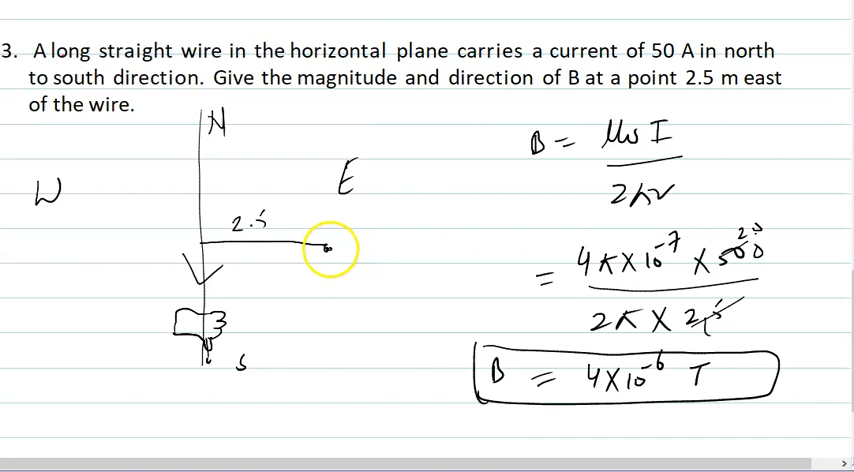 3. A long straight wire in the horizontal plane carries a current of 50 A in north
to south direction. Give the magnitude and direction of B at a point 2.5 m east
of the wire.
N
W
E
2.5
S
B = μ₀ I
2πr
= 4π×10⁻⁷ × 500
20
2π × 2.5
B = 4×10⁻⁶ T